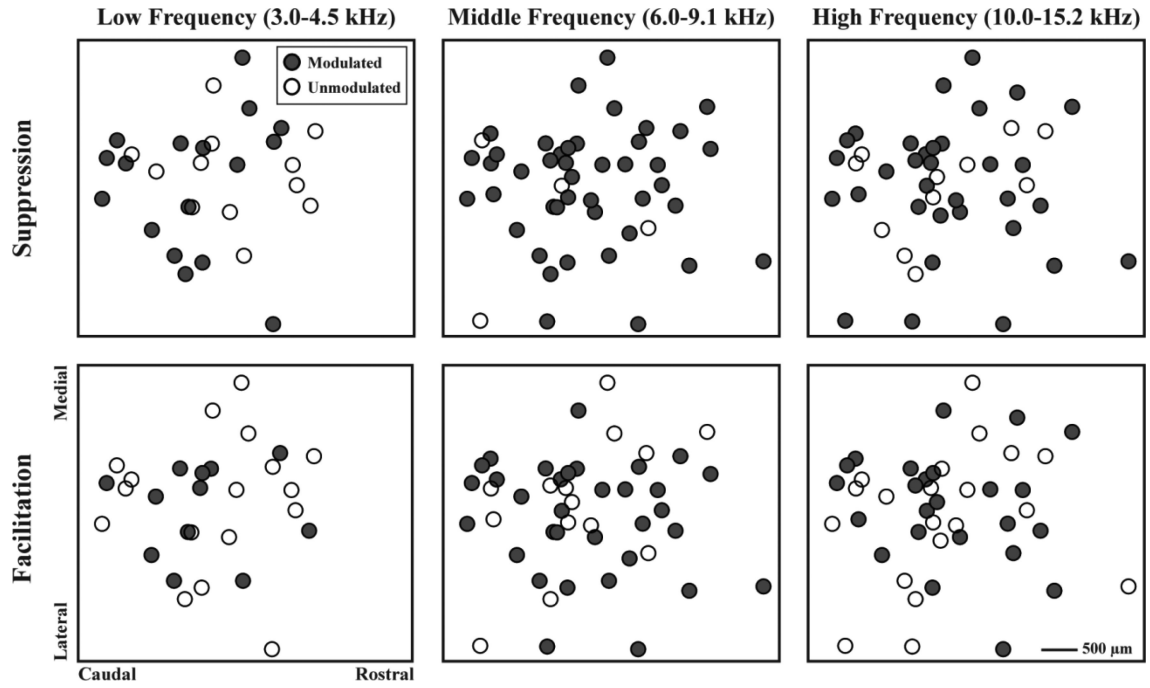 Low Frequency (3.0-4.5 kHz)
Middle Frequency (6.0-9.1 kHz)
High Frequency (10.0-15.2 kHz)
Modulated
Unmodulated
Suppression
Facilitation
Medial
Lateral
Caudal
Rostral
500 µm